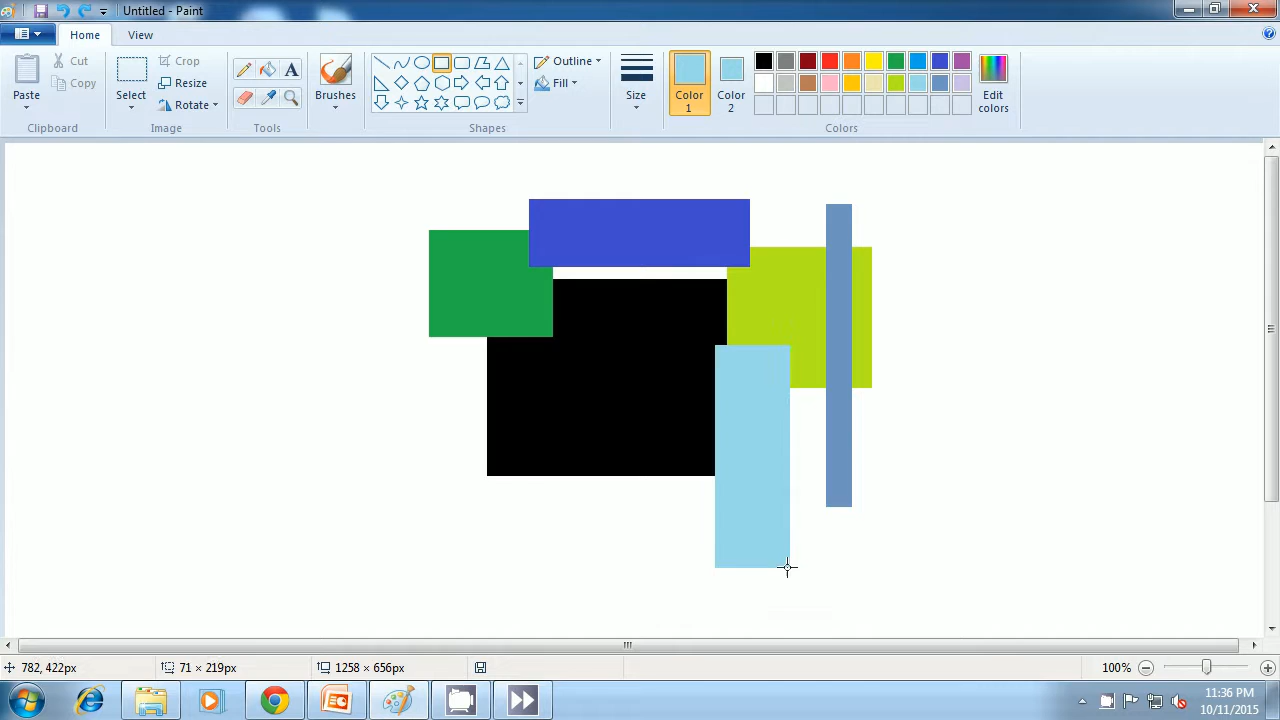 Untitled - Paint
Home View
Paste
Cut
Copy
Clipboard
Select
Crop
Resize
Rotate
Image
Tools
Brushes
Shapes
Outline
Fill
Size
Color 1
Color 2
Edit colors
Colors
782, 422px
71 × 219px
1258 × 656px
100%
11:36 PM
10/11/2015